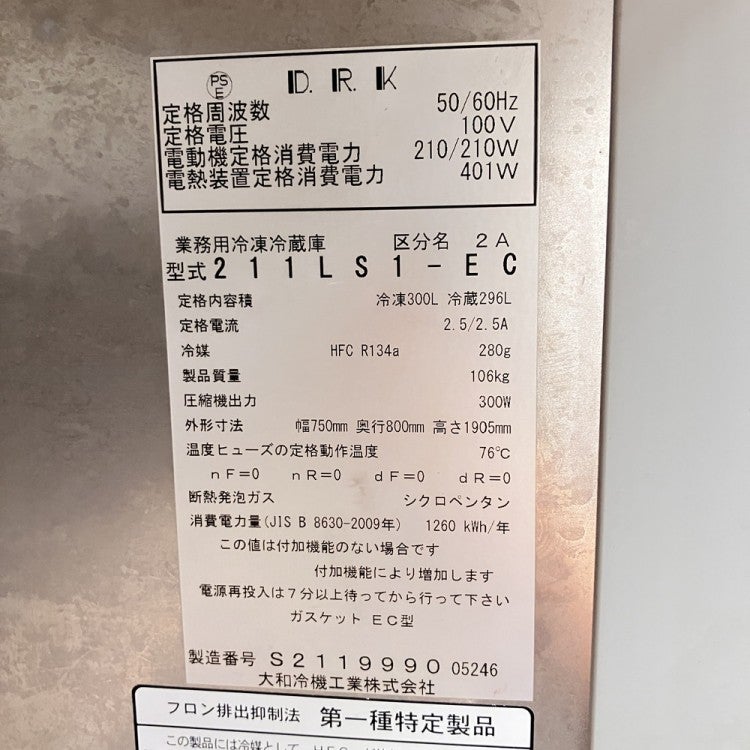 PS
E
D.R.K
定格周波数 50/60Hz
定格電圧 100V
電動機定格消費電力 210/210W
電熱装置定格消費電力 401W
業務用冷凍冷蔵庫 区分名 2A
型式 211LS1-EC
定格内容積 冷凍300L 冷蔵296L
定格電流 2.5/2.5A
冷媒 HFC R134a 280g
製品質量 106kg
圧縮機出力 300W
外形寸法 幅750mm 奥行800mm 高さ1905mm
温度ヒューズの定格動作温度 76℃
nF=0 nR=0 dF=0 dR=0
断熱発泡ガス シクロペンタン
消費電力量(JIS B 8630-2009年) 1260 kWh/年
この値は付加機能のない場合です
付加機能により増加します
電源再投入は7分以上待ってから行って下さい
ガスケット EC型
製造番号 S2119990 05246
大和冷機工業株式会社
フロン排出抑制法 第一種特定製品
この製品には冷媒として HFC